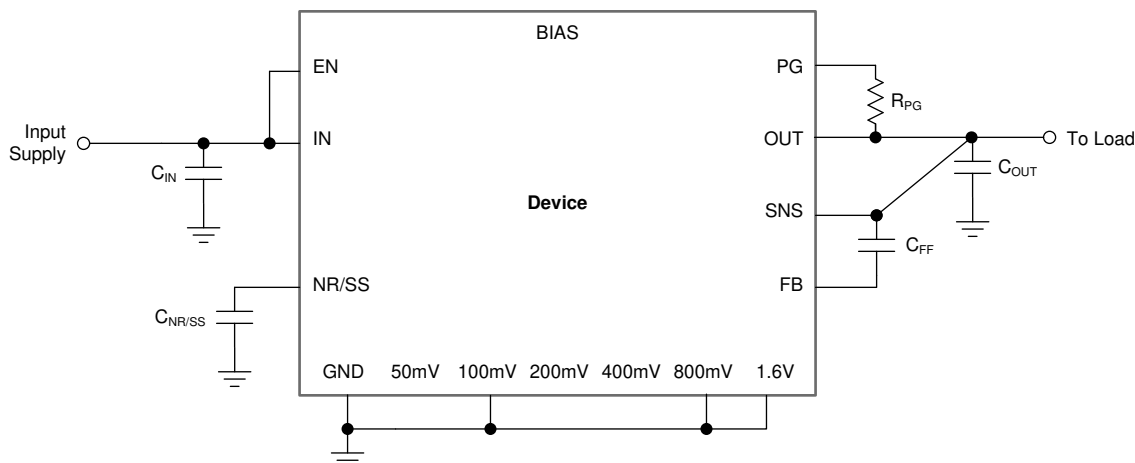 BIAS
EN
PG
R_PG
Input
Supply
IN
OUT
To Load
C_IN
C_OUT
Device
SNS
C_FF
NR/SS
FB
C_NR/SS
GND 50mV 100mV 200mV 400mV 800mV 1.6V